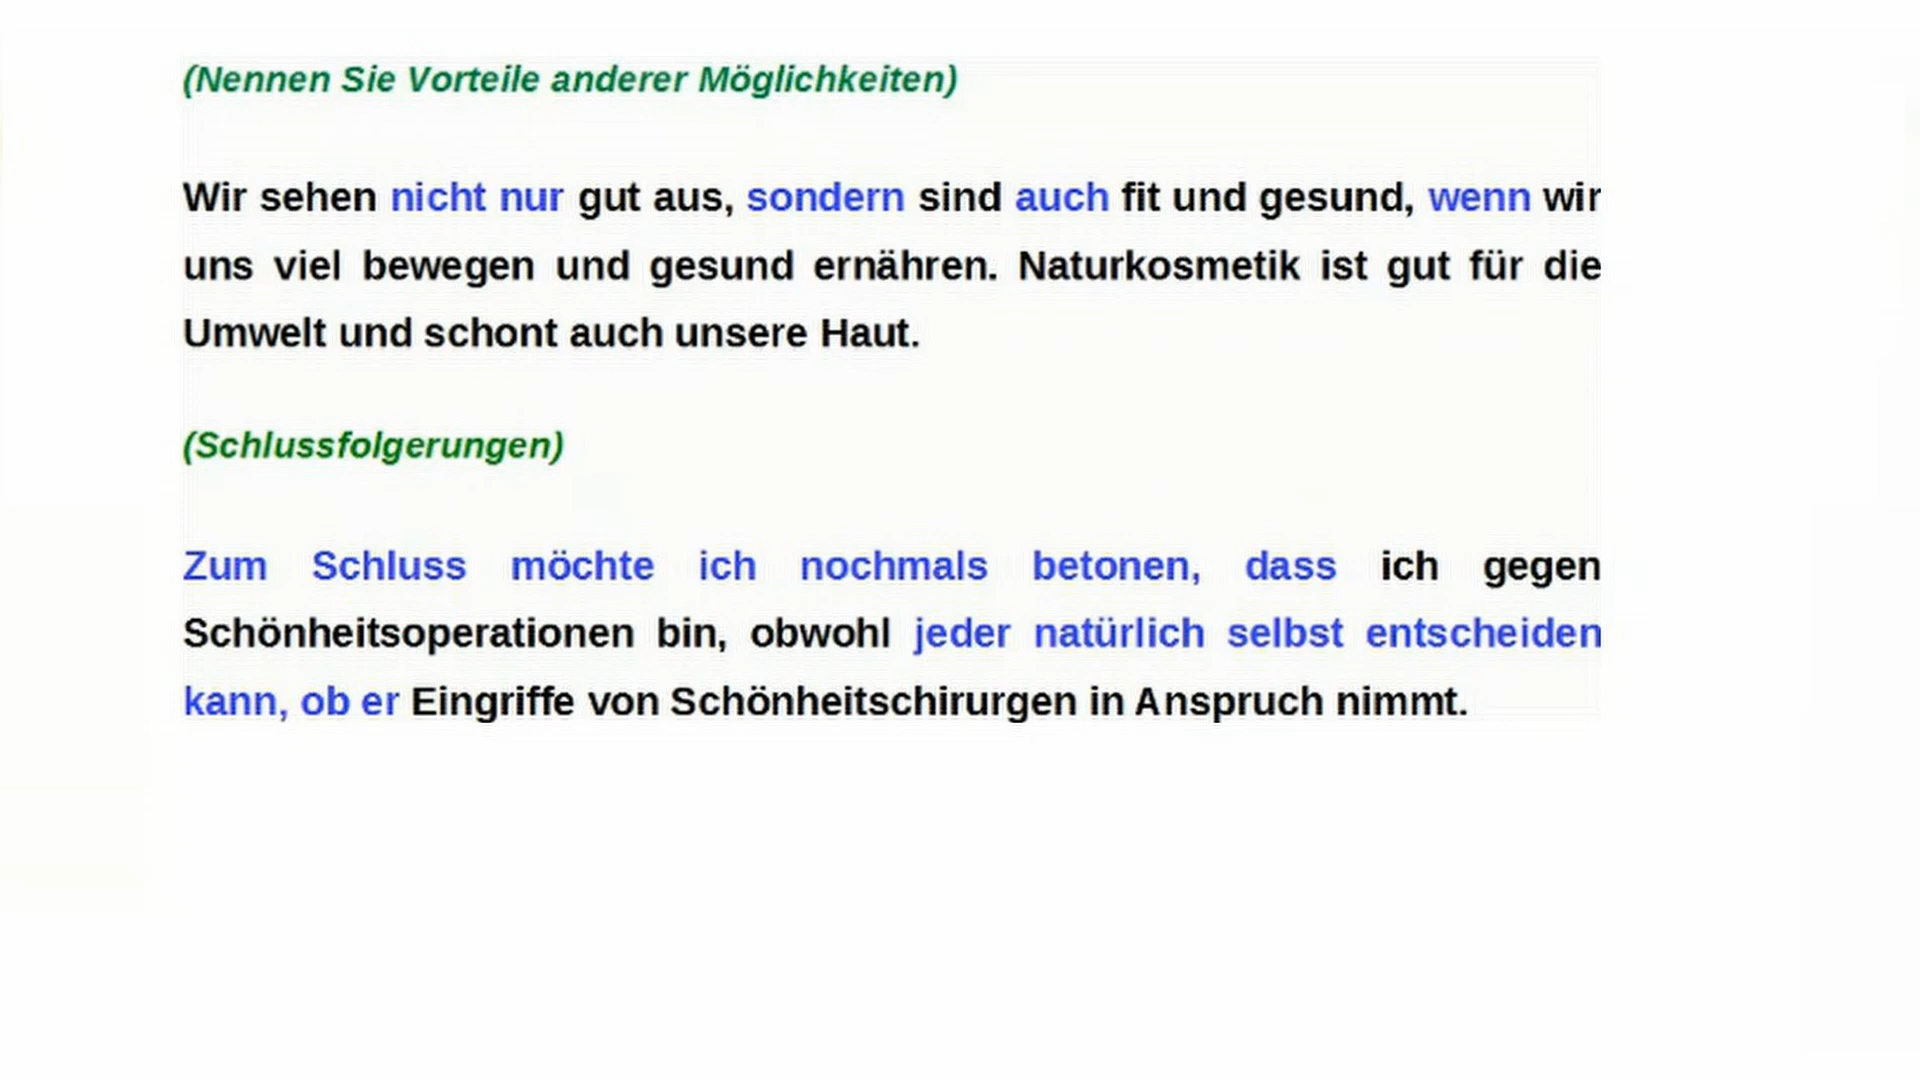 (Nennen Sie Vorteile anderer Möglichkeiten)
Wir sehen nicht nur gut aus, sondern sind auch fit und gesund, wenn wir
uns viel bewegen und gesund ernähren. Naturkosmetik ist gut für die
Umwelt und schont auch unsere Haut.
(Schlussfolgerungen)
Zum Schluss möchte ich nochmals betonen, dass ich gegen
Schönheitsoperationen bin, obwohl jeder natürlich selbst entscheiden
kann, ob er Eingriffe von Schönheitschirurgen in Anspruch nimmt.